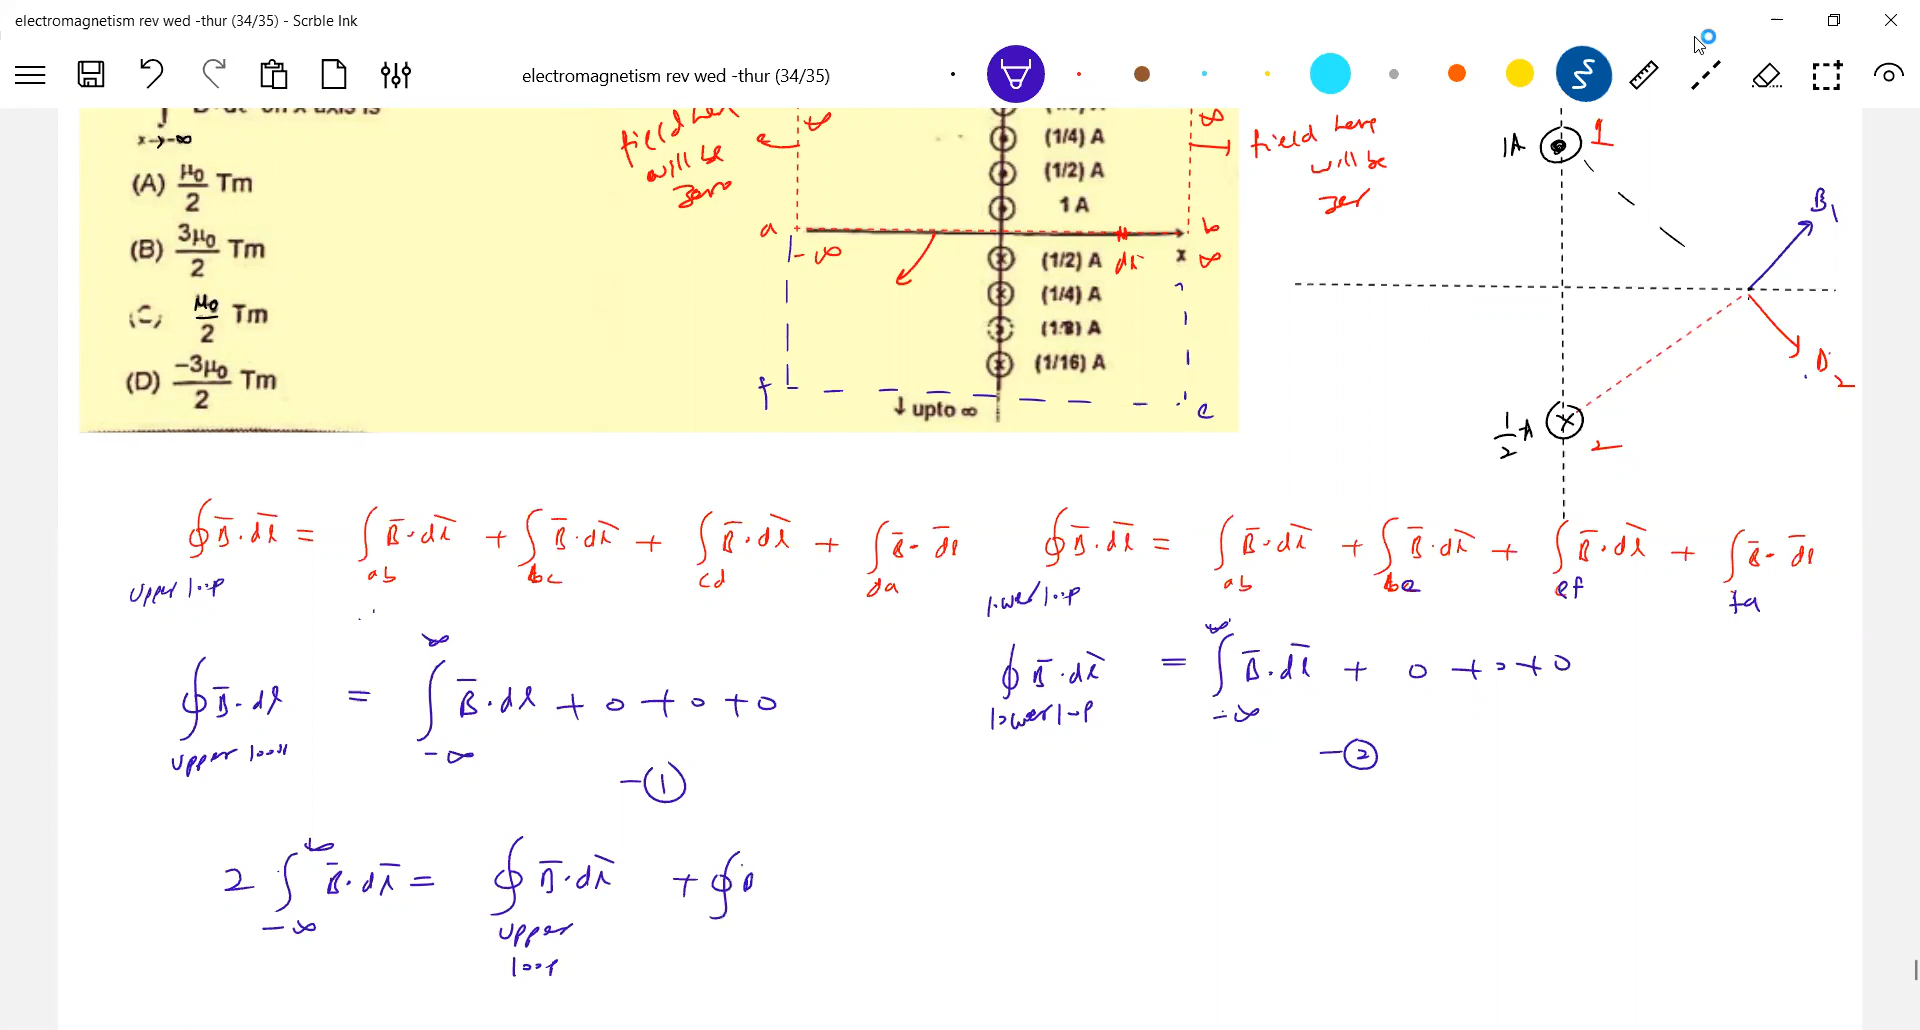 electromagnetism rev wed -thur (34/35) - Scrble Ink
electromagnetism rev wed -thur (34/35)
x→-∞
(A) μ₀/2 Tm
(B) 3μ₀/2 Tm
(C) μ₀/2 Tm
(D) -3μ₀/2 Tm
field
will be
zero
∞
(1/4) A
(1/2) A
1 A
a
-∞
b
dl
x
∞
(1/2) A
(1/4) A
(1/8) A
(1/16) A
f
e
↓ upto ∞
∞
field here
will be
1A
1
B₁
B₂
1/2 A
2
∮ B̄·dl̄ = ∫ B̄·dl̄ + ∫ B̄·dl̄ + ∫ B̄·dl̄ + ∫ B̄·dl
upper loop ab bc cd da
∮ B̄·dl̄ = ∫ B̄·dl̄ + ∫ B̄·dl̄ + ∫ B̄·dl̄ + ∫ B̄·dl
lower loop ab be ef fa
∮ B̄·dl = ∫ B̄·dl + 0 + 0 + 0
upper loop -∞ ∞
-①
∮ B̄·dl̄ = ∫ B̄·dl̄ + 0 + 0 + 0
lower loop -∞ ∞
-②
2 ∫ B̄·dl̄ = ∮ B̄·dl̄ + ∮
-∞ ∞ upper
loop